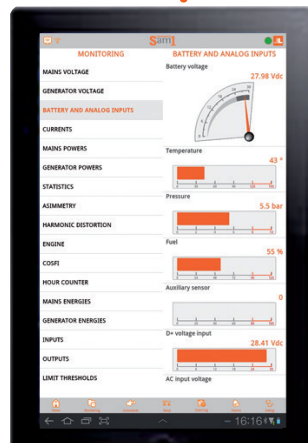 Sam1
MONITORING
MAINS VOLTAGE
GENERATOR VOLTAGE
BATTERY AND ANALOG INPUTS
CURRENTS
MAINS POWERS
GENERATOR POWERS
STATISTICS
ASIMMETRY
HARMONIC DISTORTION
ENGINE
COSFI
HOUR COUNTER
MAINS ENERGIES
GENERATOR ENERGIES
INPUTS
OUTPUTS
LIMIT THRESHOLDS
BATTERY AND ANALOG INPUTS
Battery voltage
27.98 Vdc
Temperature
43 °
Pressure
5.5 bar
Fuel
55 %
Auxiliary sensor
0
D+ voltage input
28.41 Vdc
AC input voltage
16:16